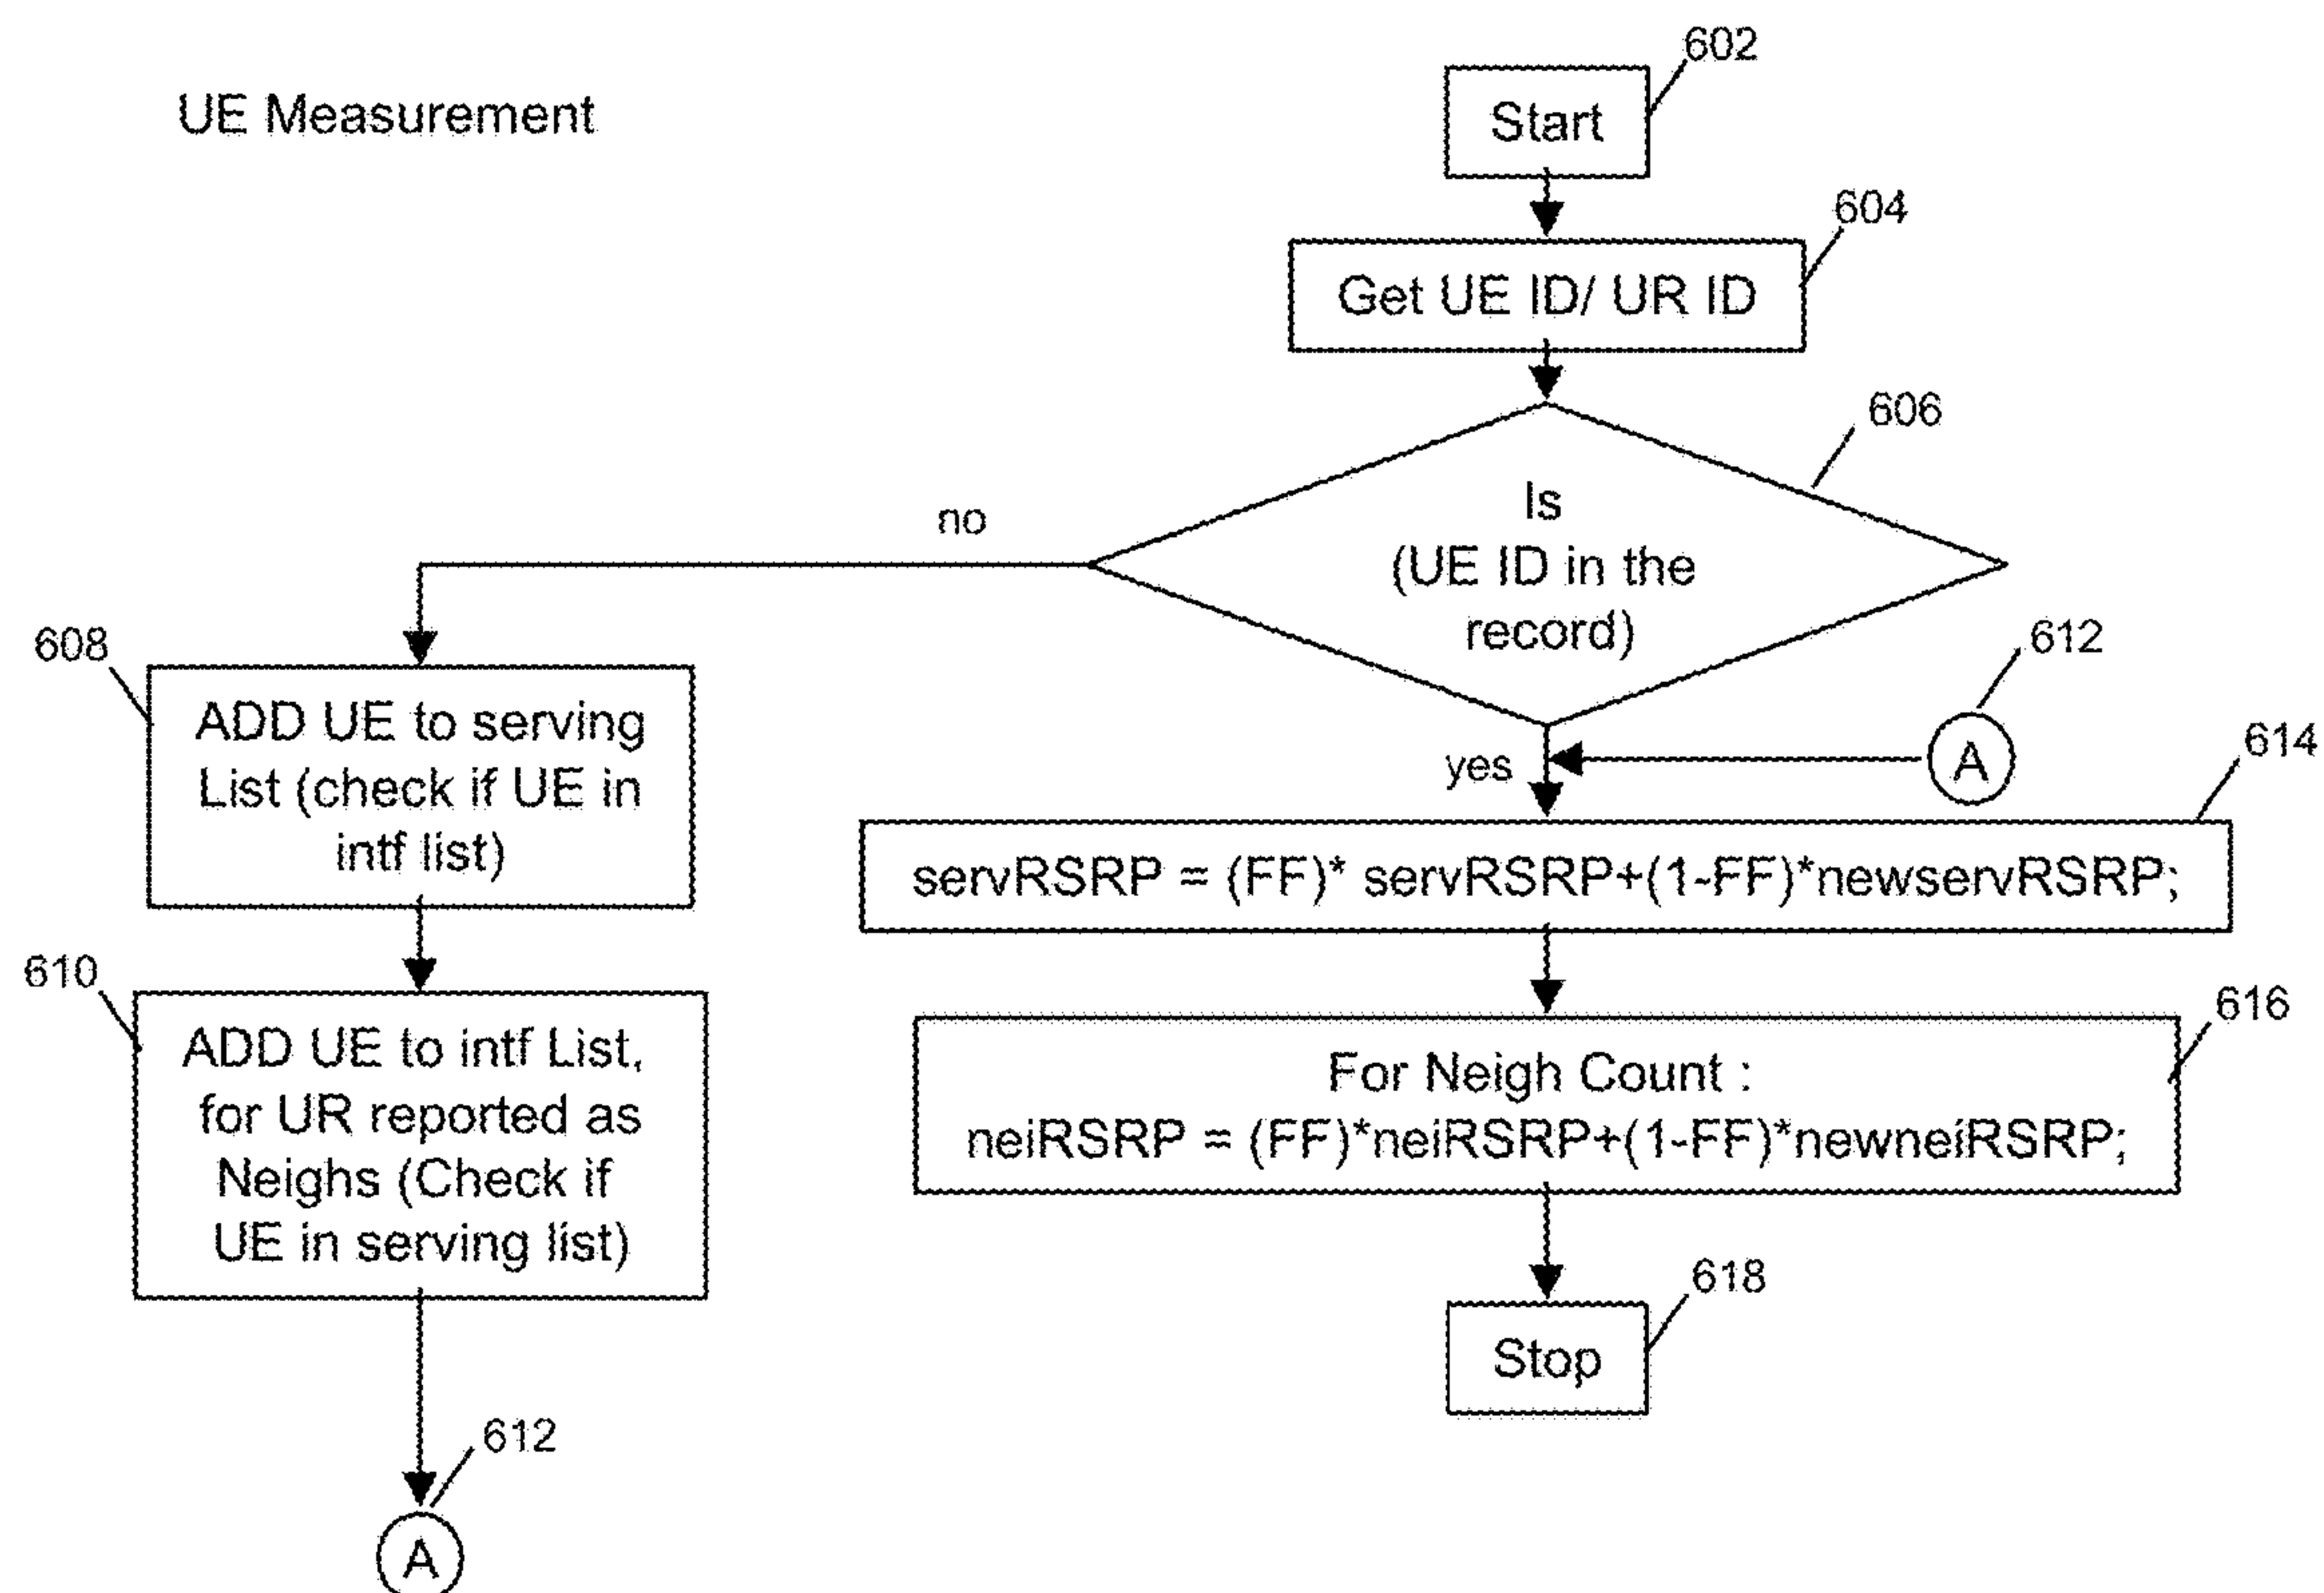 UE Measurement
602
Start
604
Get UE ID/ UR ID
606
Is
(UE ID in the
record)
no
yes
612
A
608
ADD UE to serving
List (check if UE in
intf list)
610
ADD UE to intf List,
for UR reported as
Neighs (Check if
UE in serving list)
612
A
614
servRSRP = (FF)* servRSRP+(1-FF)*newservRSRP;
616
For Neigh Count :
neiRSRP = (FF)*neiRSRP+(1-FF)*newneiRSRP;
618
Stop